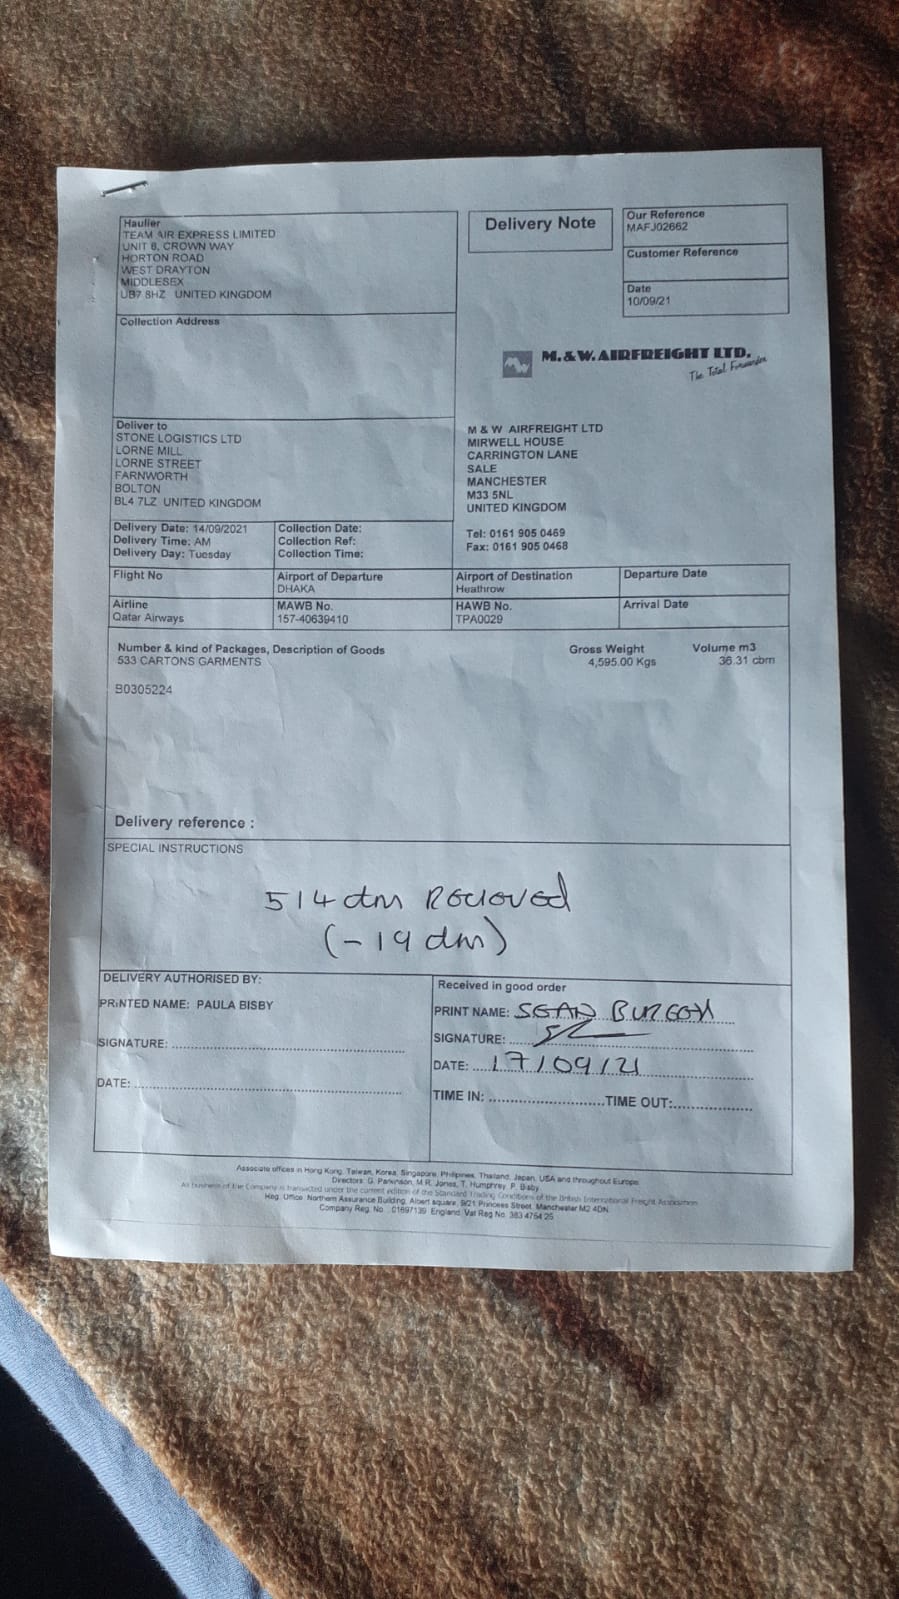 Haulier
TEAM AIR EXPRESS LIMITED
UNIT 8, CROWN WAY
HORTON ROAD
WEST DRAYTON
MIDDLESEX
UB7 8HZ UNITED KINGDOM
Delivery Note
Our Reference
MAFJ02662
Customer Reference
Date
10/09/21
Collection Address
M.&W. AIRFREIGHT LTD.
The Total Forwarder
Deliver to
STONE LOGISTICS LTD
LORNE MILL
LORNE STREET
FARNWORTH
BOLTON
BL4 7LZ UNITED KINGDOM
M & W AIRFREIGHT LTD
MIRWELL HOUSE
CARRINGTON LANE
SALE
MANCHESTER
M33 5NL
UNITED KINGDOM
Tel: 0161 905 0469
Fax: 0161 905 0468
Delivery Date: 14/09/2021
Delivery Time: AM
Delivery Day: Tuesday
Collection Date:
Collection Ref:
Collection Time:
Flight No
Airport of Departure
DHAKA
Airport of Destination
Heathrow
Departure Date
Airline
Qatar Airways
MAWB No.
157-40639410
HAWB No.
TPA0029
Arrival Date
Number & kind of Packages, Description of Goods
Gross Weight
Volume m3
533 CARTONS GARMENTS
4,595.00 Kgs
36.31 cbm
B0305224
Delivery reference :
SPECIAL INSTRUCTIONS
514 ctn Recieved
(-19 ctn)
DELIVERY AUTHORISED BY:
PRINTED NAME: PAULA BISBY
SIGNATURE:
DATE:
Received in good order
PRINT NAME: SEAN BURGOH
SIGNATURE:
DATE: 17/09/21
TIME IN: TIME OUT:
Associate offices in Hong Kong, Taiwan, Korea, Singapore, Philipines, Thailand, Japan, USA and throughout Europe
Directors: G. Parkinson, M.R. Jones, T. Humphrey, P. Bisby
All business of the Company is transacted under the current edition of the Standard Trading Conditions of the British International Freight Association
Reg. Office: Northern Assurance Building, Albert square, 9/21 Princess Street, Manchester M2 4DN
Company Reg. No. 01697139 England. Vat Reg No. 383 4754 25